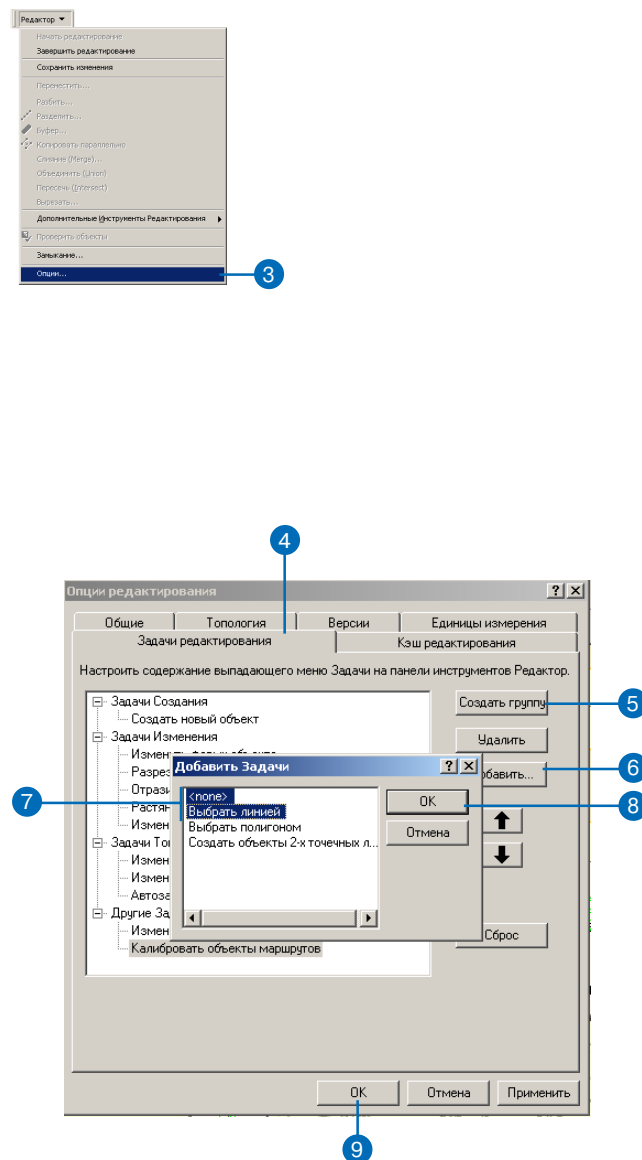 Редактор
Начать редактирование
Завершить редактирование
Сохранить изменения
Переместить...
Разбить...
Разделить...
Буфер...
Копировать параллельно
Слияние (Merge)...
Объединить (Union)
Пересечь (Intersect)
Вырезать...
Дополнительные Инструменты Редактирования
Проверить объекты
Замыкание...
Опции...
3
4
Опции редактирования
Общие
Топология
Версии
Единицы измерения
Задачи редактирования
Кэш редактирования
Настроить содержание выпадающего меню Задачи на панели инструментов Редактор.
Задачи Создания
Создать новый объект
Задачи Изменения
Разрез
Отрази
Растян
Измен
Задачи То
Измен
Измен
Автоза
Другие За
Измен
Калибровать объекты маршрутов
Создать группу
5
Удалить
обавить...
6
Сброс
Добавить Задачи
7
<none>
Выбрать линией
Выбрать полигоном
Создать объекты 2-х точечных л...
OK
8
Отмена
OK
Отмена
Применить
9